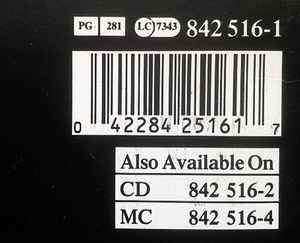 PG 281 LC 7343 842 516-1
0 42284 25161 7
Also Available On
CD 842 516-2
MC 842 516-4